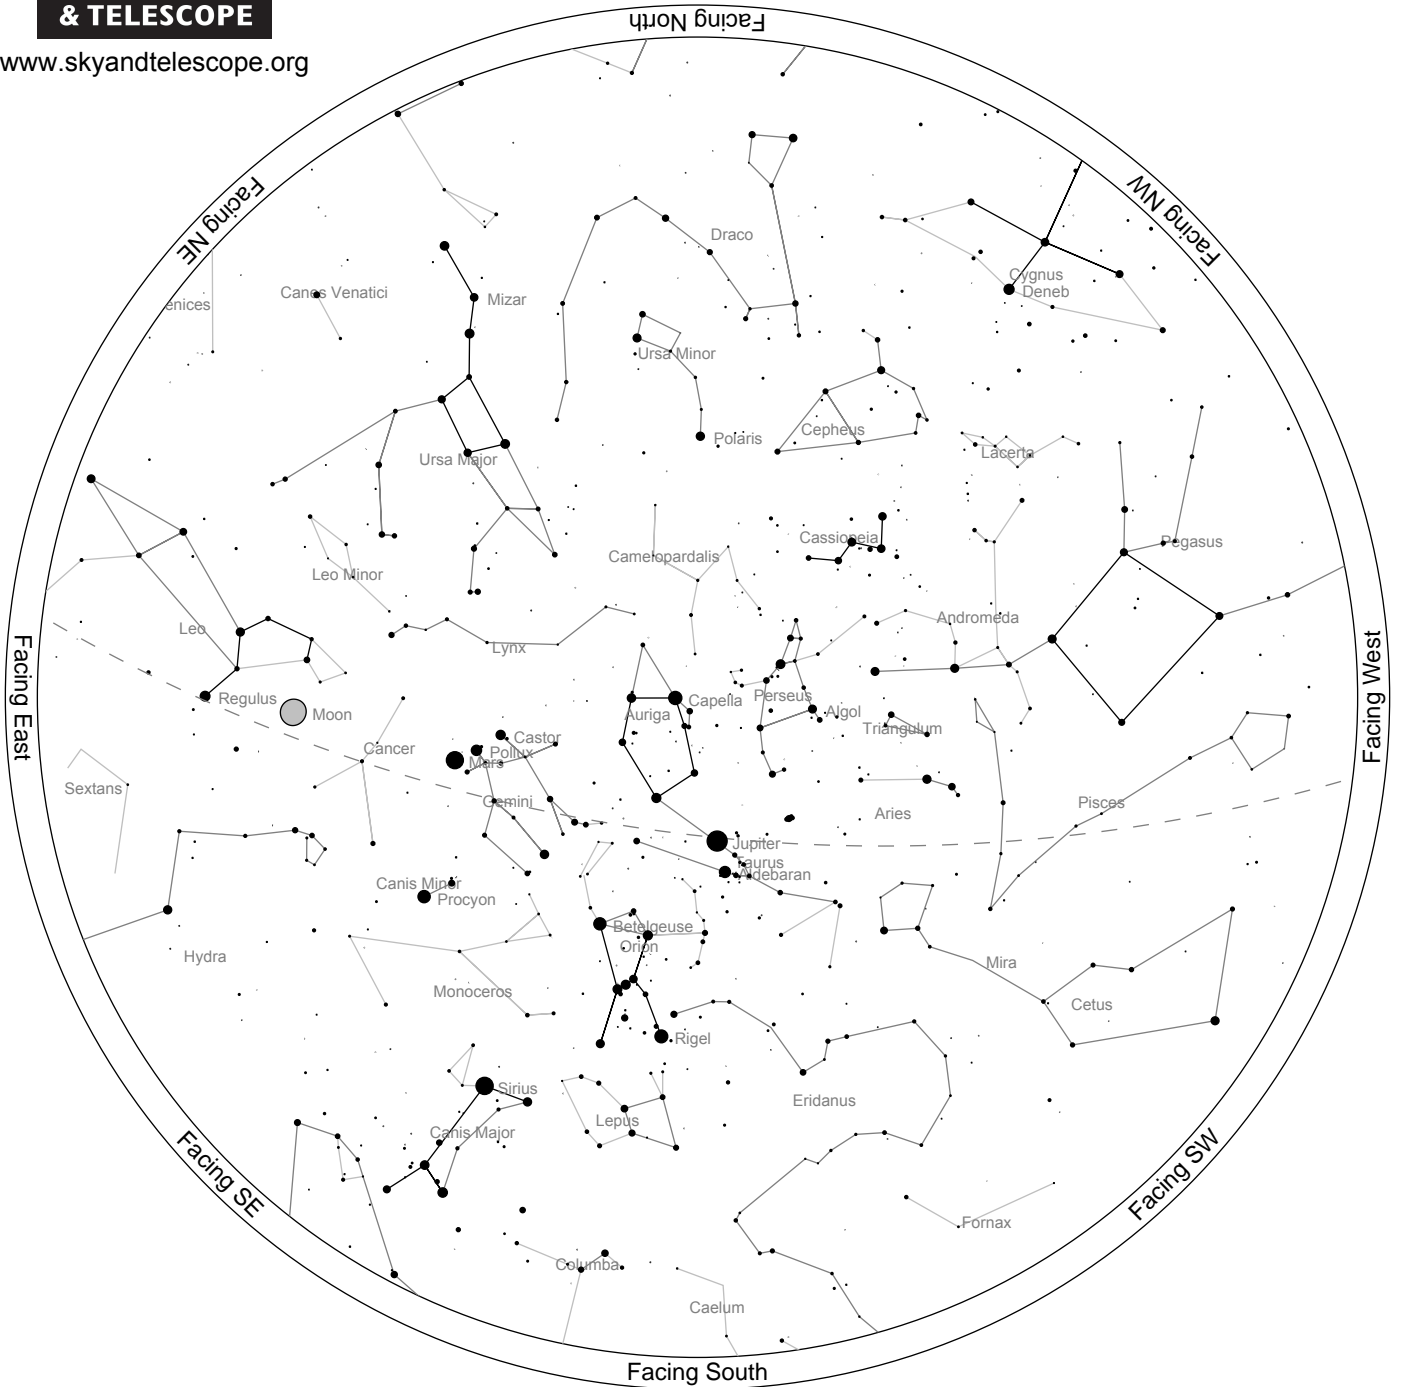 & TELESCOPE
www.skyandtelescope.org
Facing North
Facing NE
Facing NW
Draco
Cygnus
Deneb
Canes Venatici
Mizar
enices
Ursa Minor
Polaris
Cepheus
Lacerta
Ursa Major
Cassiopeia
Pegasus
Camelopardalis
Leo Minor
Andromeda
Leo
Lynx
Regulus
Moon
Capella
Auriga
Perseus
Algol
Triangulum
Castor
Pollux
Mars
Cancer
Gemini
Sextans
Aries
Pisces
Jupiter
Taurus
Aldebaran
Canis Minor
Procyon
Betelgeuse
Orion
Hydra
Mira
Monoceros
Cetus
Rigel
Sirius
Eridanus
Lepus
Canis Major
Fornax
Columba
Caelum
Facing East
Facing West
Facing SE
Facing SW
Facing South